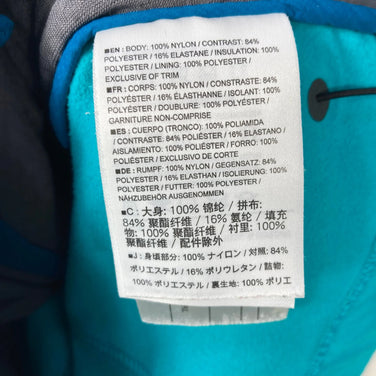 ■EN : BODY: 100% NYLON / CONTRAST: 84%
POLYESTER / 16% ELASTANE / INSULATION: 100%
POLYESTER / LINING: 100% POLYESTER /
EXCLUSIVE OF TRIM
■FR : CORPS: 100% NYLON / CONTRASTE: 84%
POLYESTER / 16% ÉLASTHANNE / ISOLANT: 100%
POLYESTER / DOUBLURE: 100% POLYESTER /
GARNITURE NON-COMPRISE
■ES : CUERPO (TRONCO): 100% POLIAMIDA
/ CONTRASTE: 84% POLIÉSTER / 16% ELASTANO /
AISLAMIENTO: 100% POLIÉSTER / FORRO: 100%
POLIÉSTER / EXCLUSIVO DE CORTE
■DE : RUMPF: 100% NYLON / GEGENSATZ: 84%
POLYESTER / 16% ELASTHAN / ISOLIERUNG: 100%
POLYESTER / FUTTER: 100% POLYESTER /
NAHTZUBEHÖR AUSGENOMMEN
■C : 大身: 100% 锦纶 / 拼布:
84% 聚酯纤维 / 16% 氨纶 / 填充
物: 100% 聚酯纤维 / 衬里: 100%
聚酯纤维 / 配件除外
■J : 身頃部分: 100% ナイロン / 対照: 84%
ポリエステル / 16% ポリウレタン / 詰物:
100% ポリエステル / 裏生地: 100% ポリエ